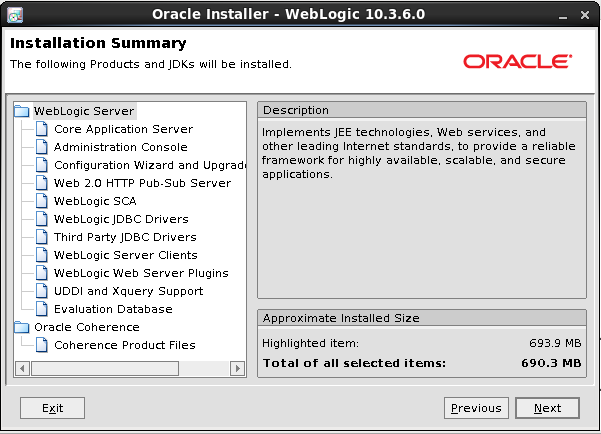 Oracle Installer - WebLogic 10.3.6.0
Installation Summary
The following Products and JDKs will be installed.
ORACLE
WebLogic Server
Core Application Server
Administration Console
Configuration Wizard and Upgrade
Web 2.0 HTTP Pub-Sub Server
WebLogic SCA
WebLogic JDBC Drivers
Third Party JDBC Drivers
WebLogic Server Clients
WebLogic Web Server Plugins
UDDI and Xquery Support
Evaluation Database
Oracle Coherence
Coherence Product Files
Description
Implements JEE technologies, Web services, and
other leading Internet standards, to provide a reliable
framework for highly available, scalable, and secure
applications.
Approximate Installed Size
Highlighted item: 693.9 MB
Total of all selected items: 690.3 MB
Exit
Previous
Next